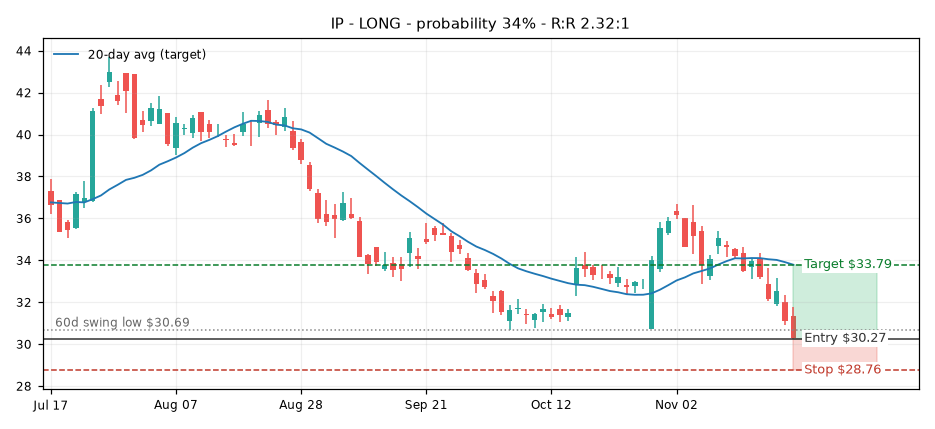 IP - LONG - probability 34% - R:R 2.32:1
20-day avg (target)
44
42
40
38
36
34
32
30
28
Target $33.79
60d swing low $30.69
Entry $30.27
Stop $28.76
Jul 17
Aug 07
Aug 28
Sep 21
Oct 12
Nov 02